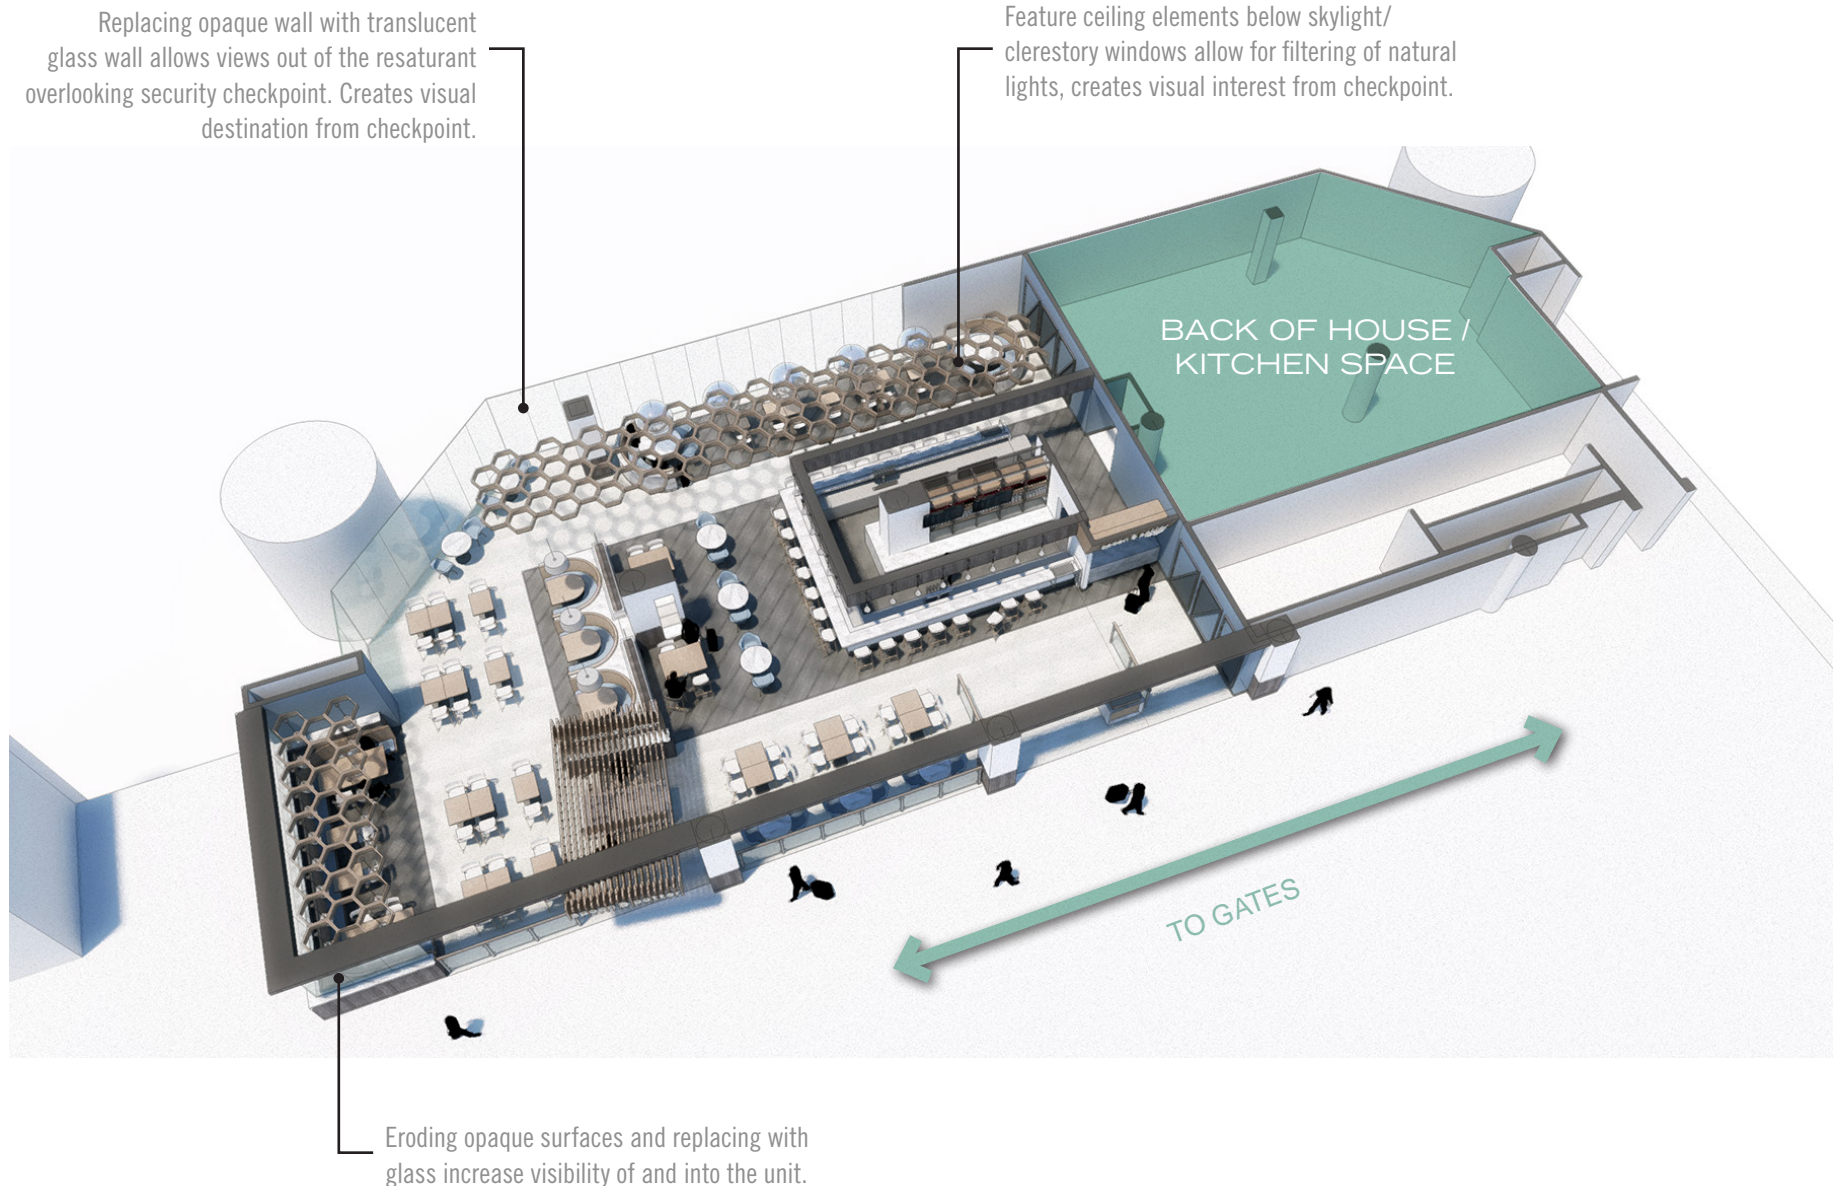 Replacing opaque wall with translucent
glass wall allows views out of the resaturant
overlooking security checkpoint. Creates visual
destination from checkpoint.
Feature ceiling elements below skylight/
clerestory windows allow for filtering of natural
lights, creates visual interest from checkpoint.
BACK OF HOUSE /
KITCHEN SPACE
TO GATES
Eroding opaque surfaces and replacing with
glass increase visibility of and into the unit.